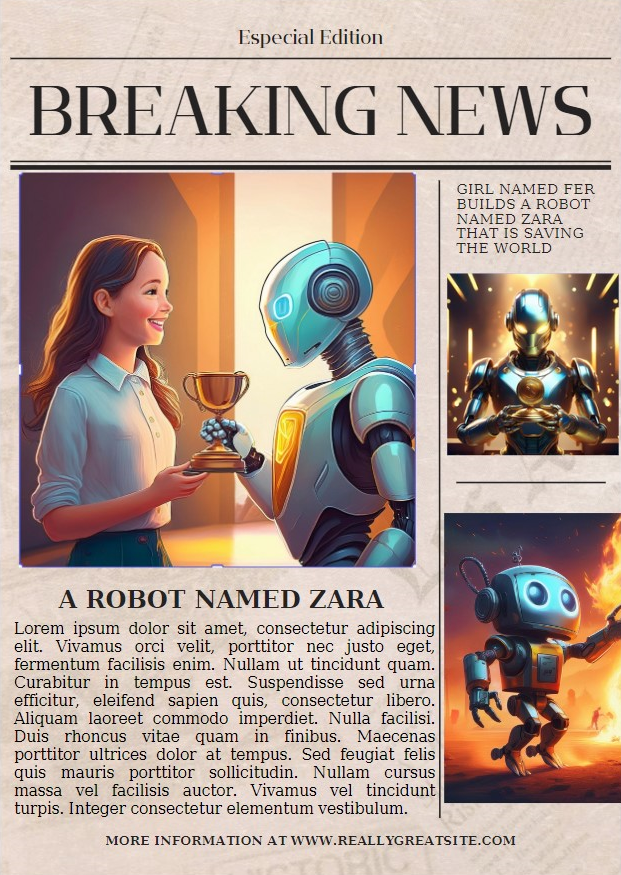 Especial Edition
BREAKING NEWS
GIRL NAMED FER
BUILDS A ROBOT
NAMED ZARA
THAT IS SAVING
THE WORLD
A ROBOT NAMED ZARA
Lorem ipsum dolor sit amet, consectetur adipiscing
elit. Vivamus orci velit, porttitor nec justo eget,
fermentum facilisis enim. Nullam ut tincidunt quam.
Curabitur in tempus est. Suspendisse sed urna
efficitur, eleifend sapien quis, consectetur libero.
Aliquam laoreet commodo imperdiet. Nulla facilisi.
Duis rhoncus vitae quam in finibus. Maecenas
porttitor ultrices dolor at tempus. Sed feugiat felis
quis mauris porttitor sollicitudin. Nullam cursus
massa vel facilisis auctor. Vivamus vel tincidunt
turpis. Integer consectetur elementum vestibulum.
MORE INFORMATION AT WWW.REALLYGREATSITE.COM